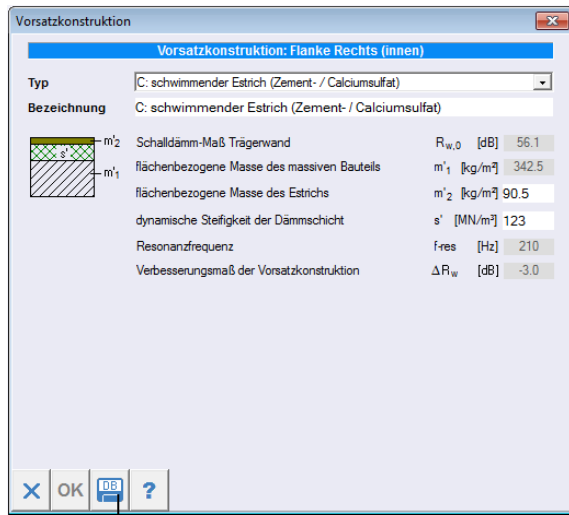 Vorsatzkonstruktion
Vorsatzkonstruktion: Flanke Rechts (innen)
Typ C: schwimmender Estrich (Zement- / Calciumsulfat)
Bezeichnung C: schwimmender Estrich (Zement- / Calciumsulfat)
m'2
s'
m'1
Schalldämm-Maß Trägerwand Rw,0 [dB] 56.1
flächenbezogene Masse des massiven Bauteils m'1 [kg/m²] 342.5
flächenbezogene Masse des Estrichs m'2 [kg/m²] 90.5
dynamische Steifigkeit der Dämmschicht s' [MN/m³] 123
Resonanzfrequenz f-res [Hz] 210
Verbesserungsmaß der Vorsatzkonstruktion ΔRw [dB] -3.0
OK DB ?